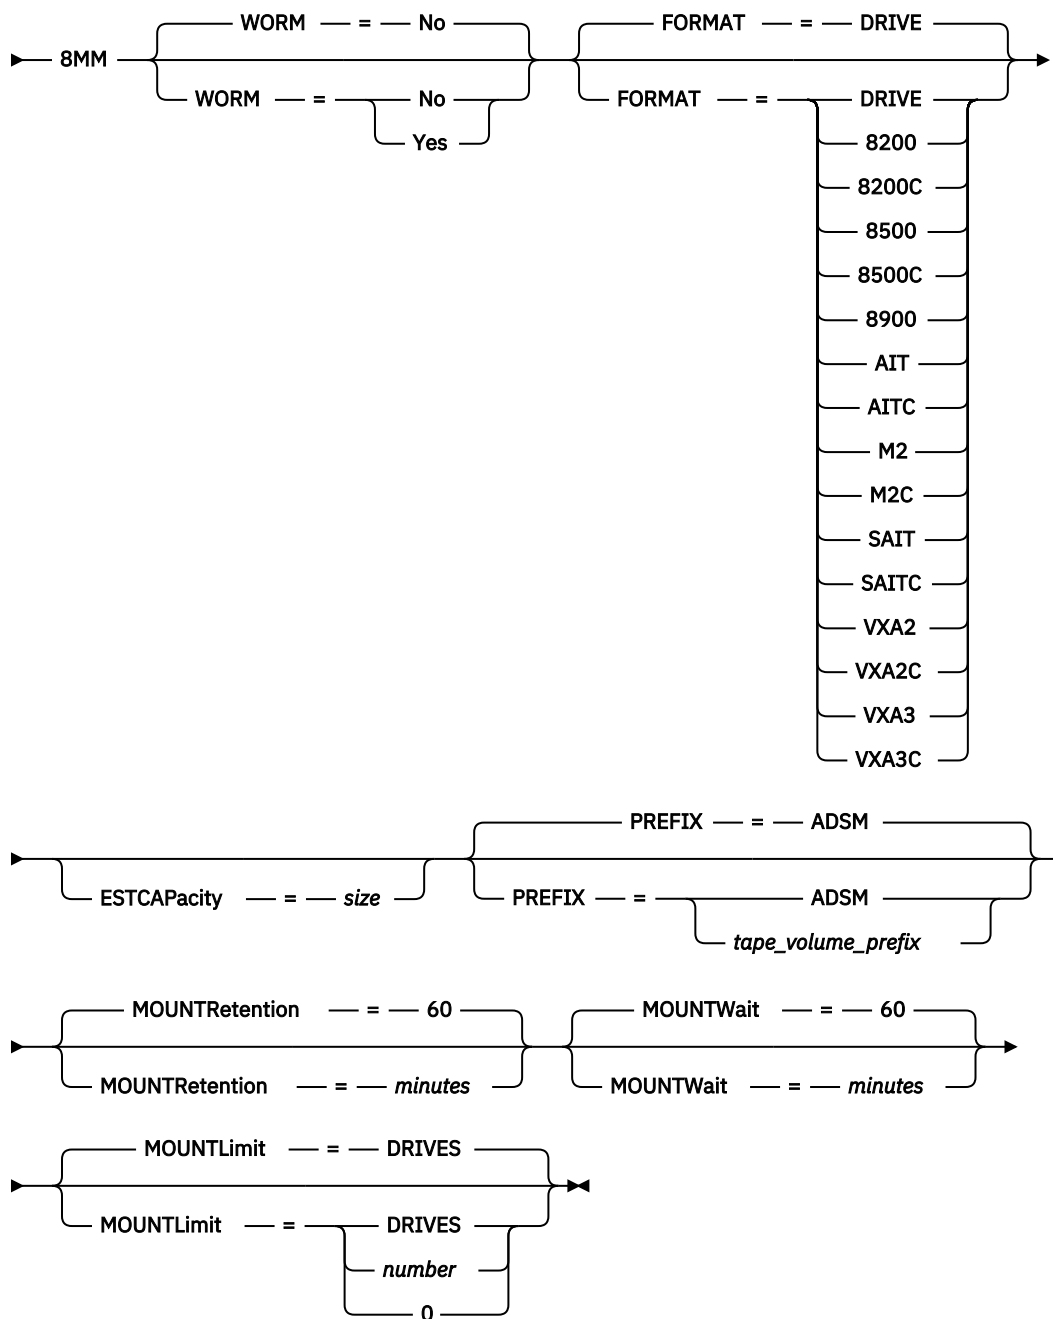 WORM = No FORMAT = DRIVE
8MM
WORM = No FORMAT = DRIVE
Yes 8200
8200C
8500
8500C
8900
AIT
AITC
M2
M2C
SAIT
SAITC
VXA2
VXA2C
VXA3
VXA3C
PREFIX = ADSM
ESTCAPacity = size PREFIX = ADSM
tape_volume_prefix
MOUNTRetention = 60 MOUNTWait = 60
MOUNTRetention = minutes MOUNTWait = minutes
MOUNTLimit = DRIVES
MOUNTLimit = DRIVES
number
0